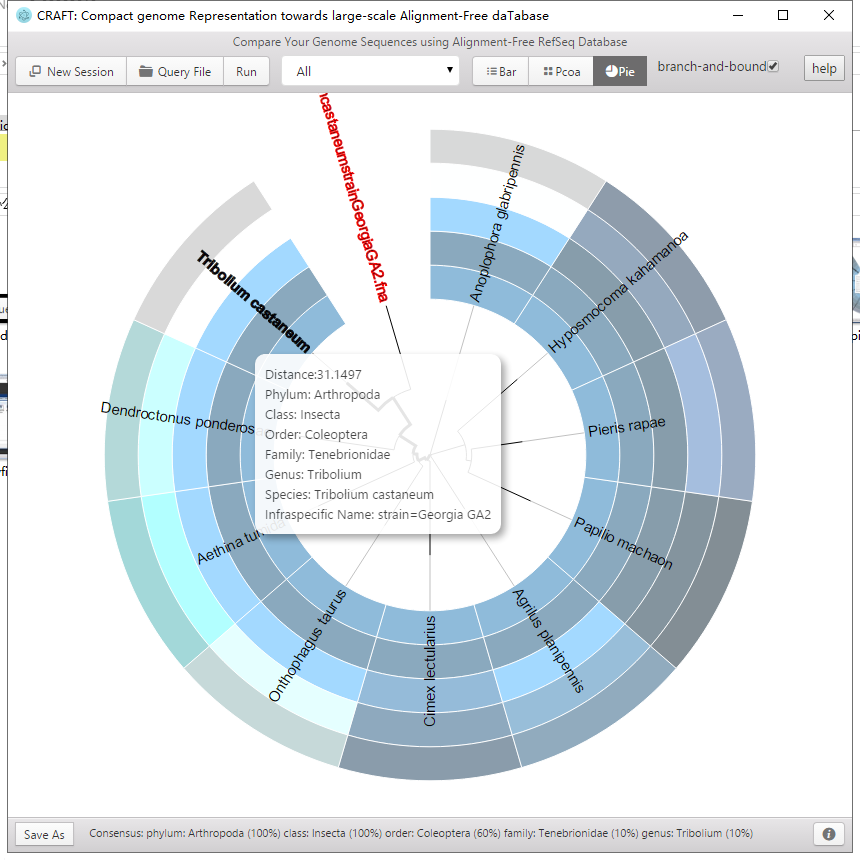 CRAFT: Compact genome Representation towards large-scale Alignment-Free daTabase
Compare Your Genome Sequences using Alignment-Free RefSeq Database
New Session Query File Run All Bar Pcoa Pie branch-and-bound help
castaneumstrainGeorgiaGA2.fna
Anoplophora glabripennis
Hyposmocoma kahamanoa
Tribolium castaneum
Distance:31.1497
Phylum: Arthropoda
Class: Insecta
Order: Coleoptera
Family: Tenebrionidae
Genus: Tribolium
Species: Tribolium castaneum
Infraspecific Name: strain=Georgia GA2
Dendroctonus ponderosae
Pieris rapae
Aethina tumida
Papilio machaon
Onthophagus taurus
Cimex lectularius
Agrilus planipennis
Save As
Consensus: phylum: Arthropoda (100%) class: Insecta (100%) order: Coleoptera (60%) family: Tenebrionidae (10%) genus: Tribolium (10%)